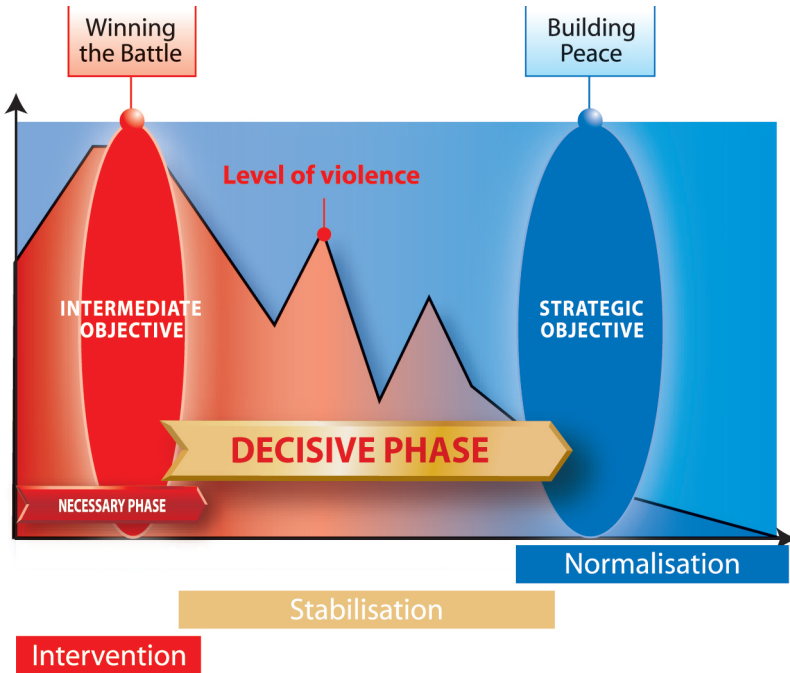 Winning
the Battle
Building
Peace
Level of violence
INTERMEDIATE
OBJECTIVE
STRATEGIC
OBJECTIVE
DECISIVE PHASE
NECESSARY PHASE
Normalisation
Stabilisation
Intervention